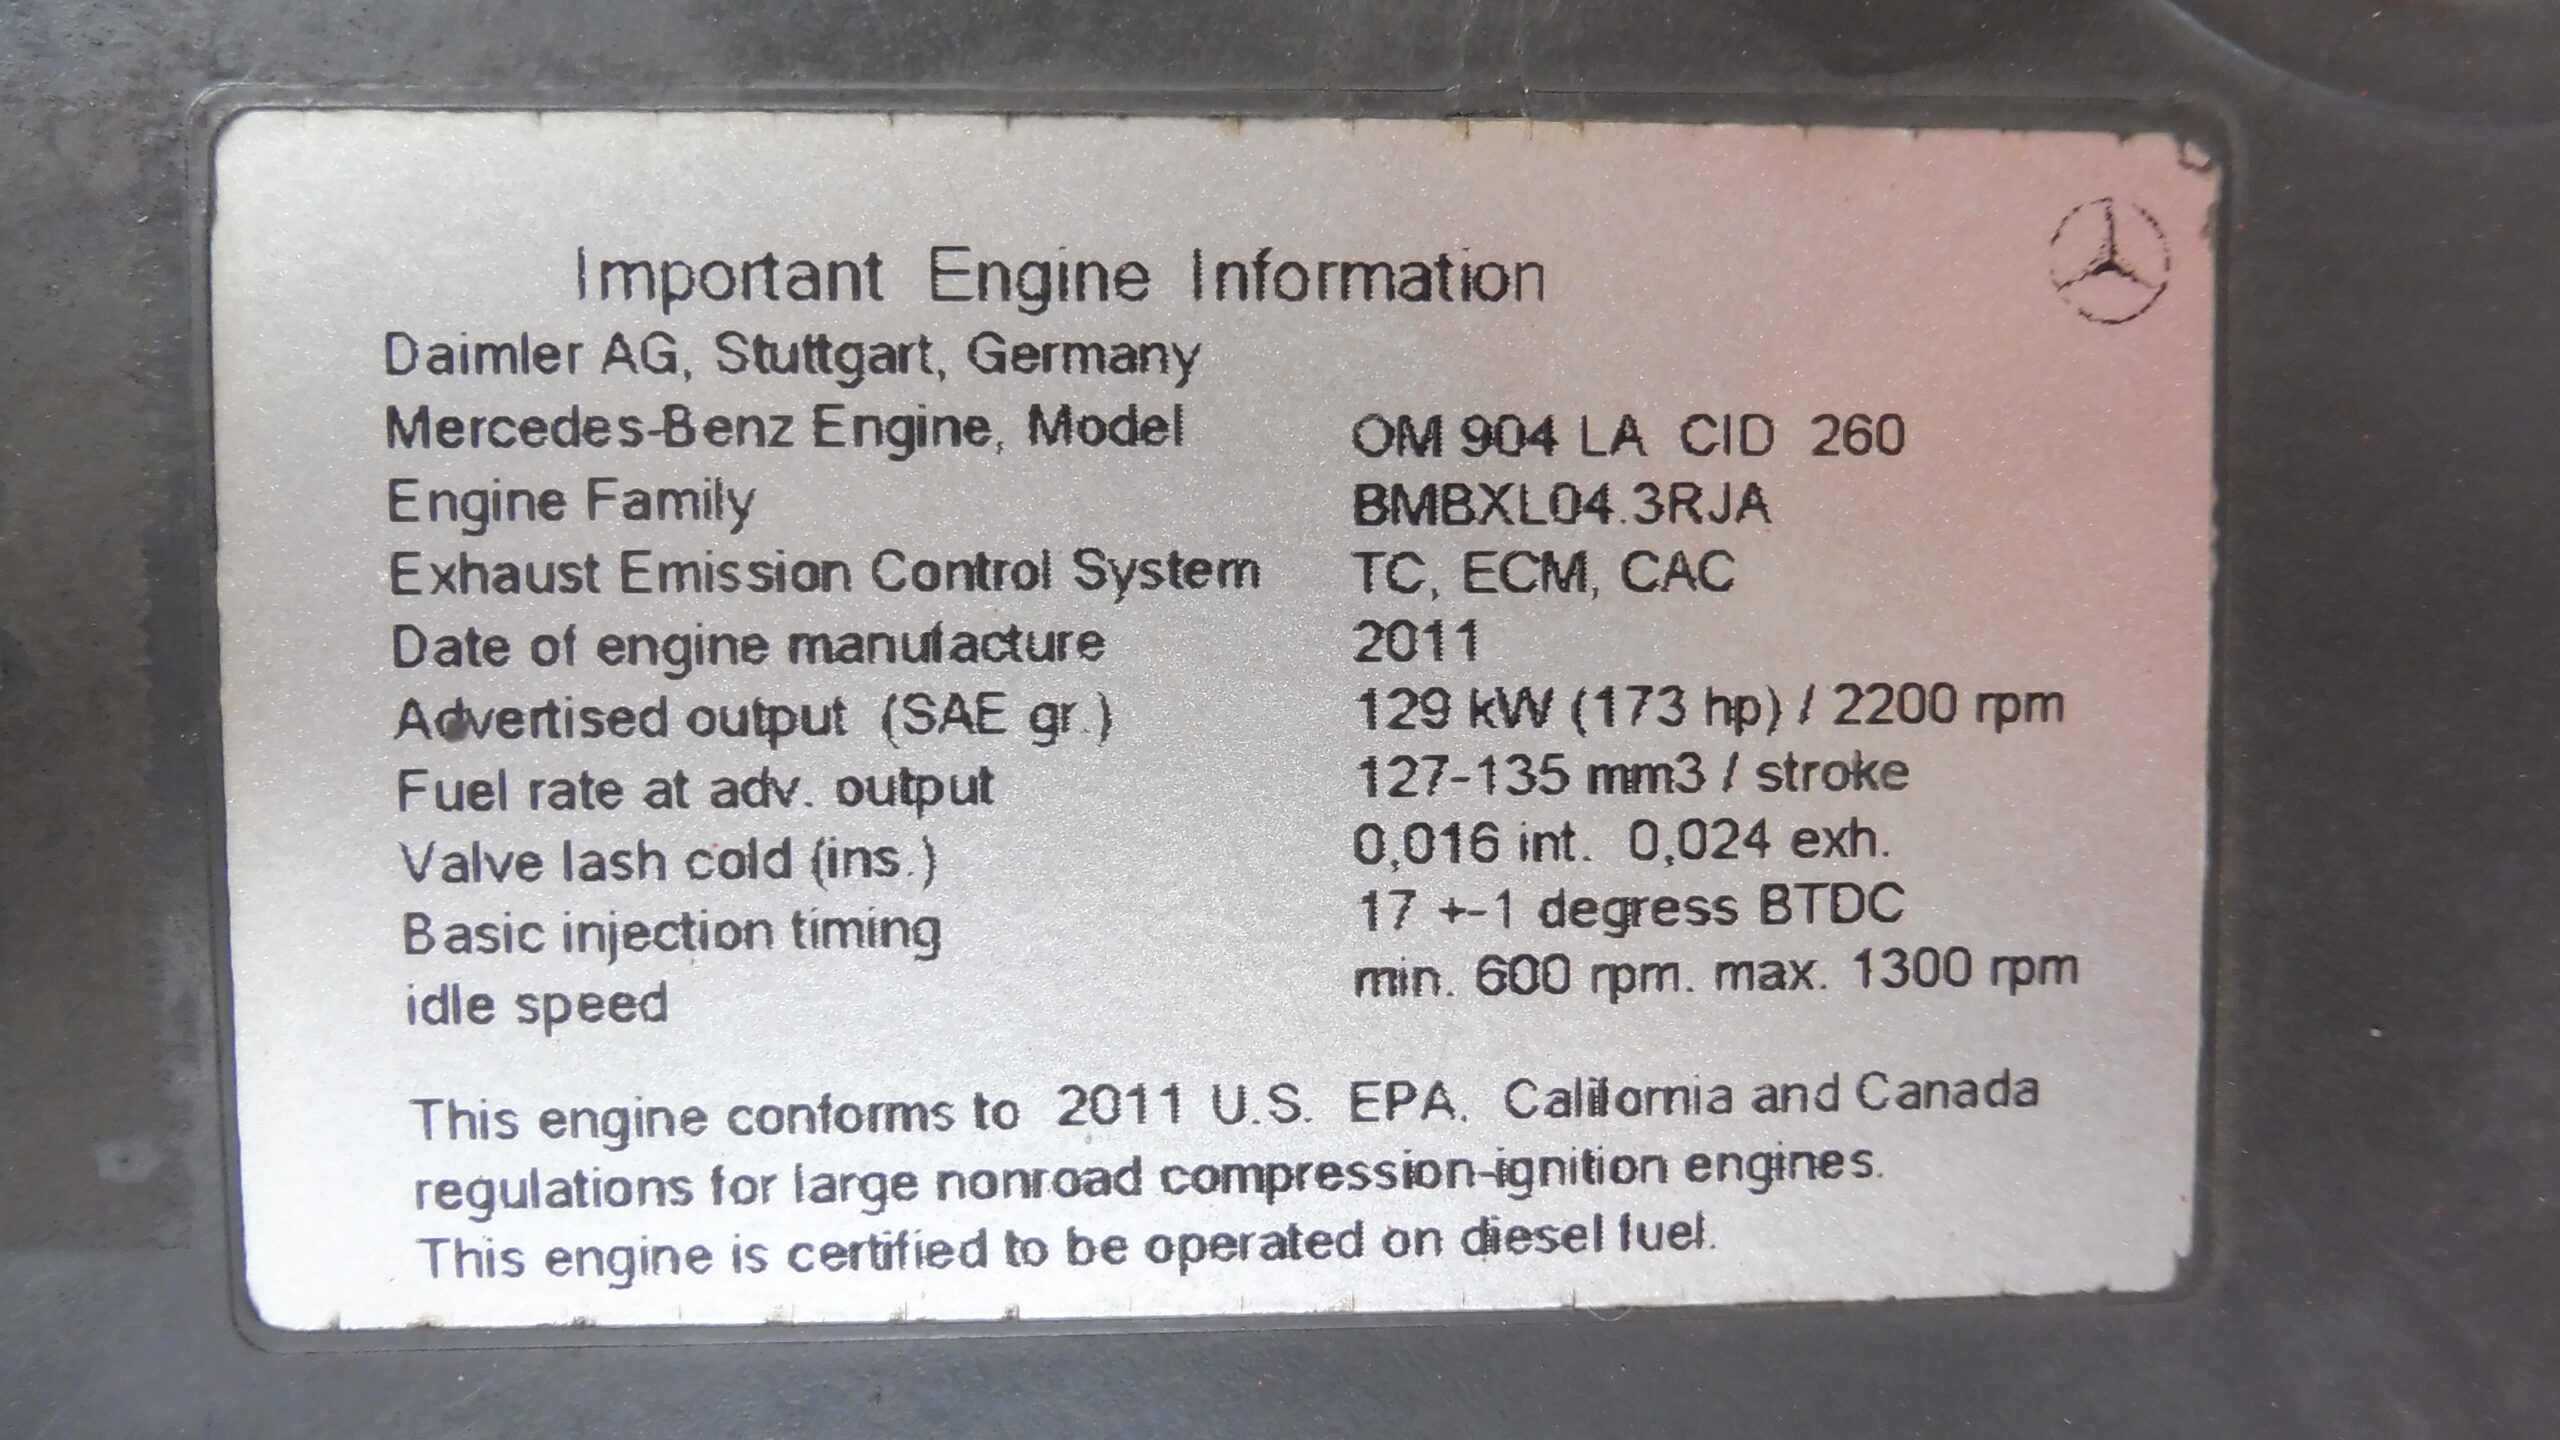 Important Engine Information
Daimler AG, Stuttgart, Germany
Mercedes-Benz Engine, Model OM 904 LA CID 260
Engine Family BMBXL04.3RJA
Exhaust Emission Control System TC, ECM, CAC
Date of engine manufacture 2011
Advertised output (SAE gr.) 129 kW (173 hp) / 2200 rpm
Fuel rate at adv. output 127-135 mm3 / stroke
Valve lash cold (ins.) 0,016 int. 0,024 exh.
Basic injection timing 17 +-1 degress BTDC
idle speed min. 600 rpm. max. 1300 rpm
This engine conforms to 2011 U.S. EPA, California and Canada
regulations for large nonroad compression-ignition engines.
This engine is certified to be operated on diesel fuel.